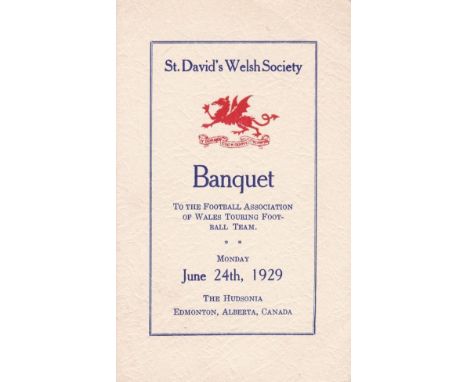 St. David's Welsh Society
Banquet
To the Football Association
of Wales Touring Foot-
ball Team.
Monday
June 24th, 1929
The Hudsonia
Edmonton, Alberta, Canada